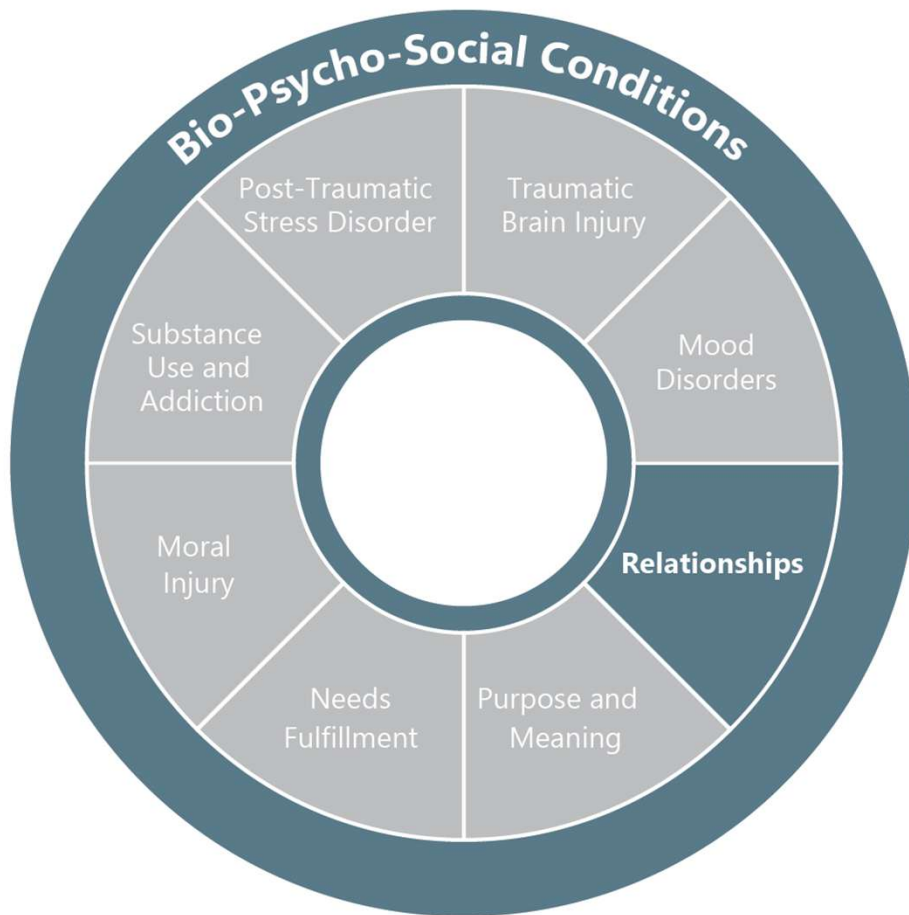 Bio-Psycho-Social Conditions
Post-Traumatic
Stress Disorder
Traumatic
Brain Injury
Mood
Disorders
Relationships
Purpose and
Meaning
Needs
Fulfillment
Moral
Injury
Substance
Use and
Addiction